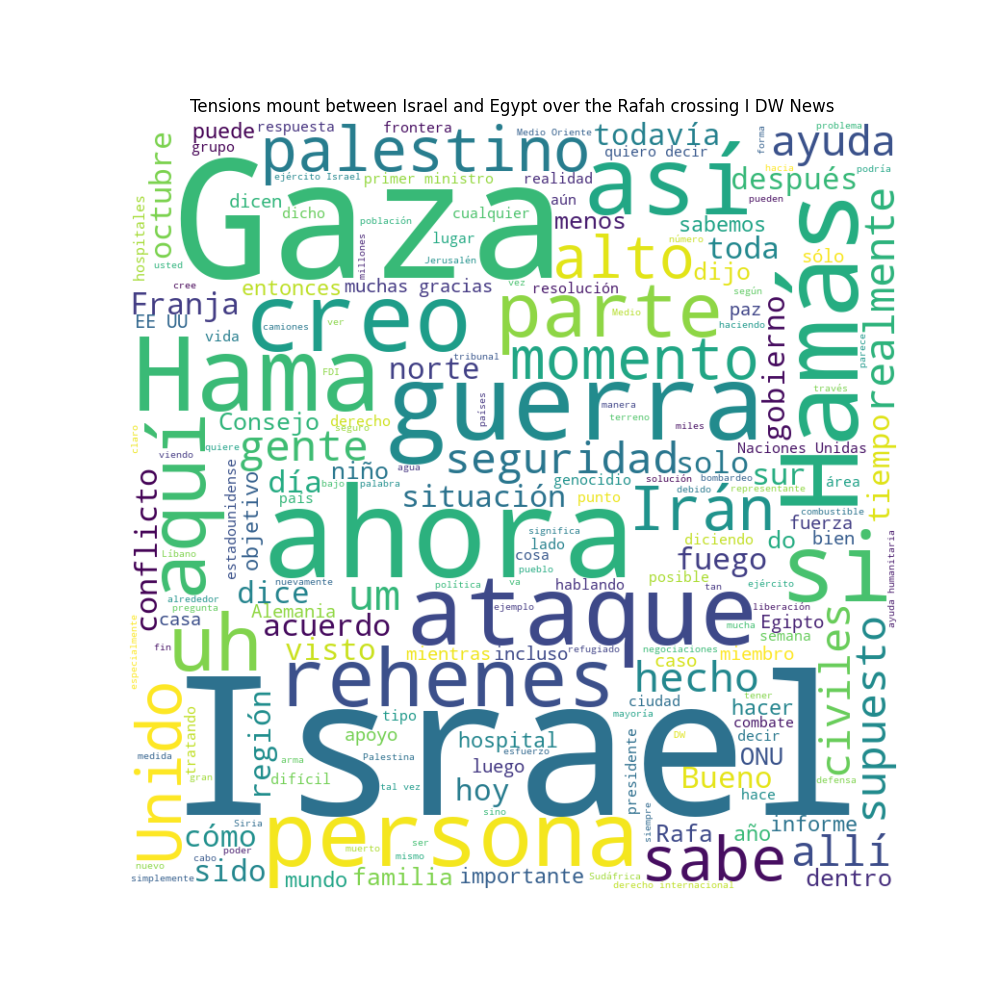 Tensions mount between Israel and Egypt over the Rafah crossing I DW News
puede
respuesta
frontera
Medio Oriente
todavía
forma
problema
ayuda
grupo
palestino
quiero decir
hacia
podría
octubre
Gaza
ejército Israel
primer ministro
realidad
así
después
dicen
dicho
población
cualquier
aún
menos
sabemos
pueden
hospitales
usted
lugar
Jerusalén
millones
alto
número
toda
sólo
Hamás
realmente
cree
entonces
muchas gracias
vez
resolución
dijo
según
Franja
EE UU
creo
camiones
ver
parte
Medio
paz
haciendo
gobierno
vida
tribunal
momento
parece
Hama
FDI
norte
guerra
países
manera
través
claro
Consejo
derecho
seguro
terreno
miles
Naciones Unidas
tiempo
aquí
viendo
quiere
gente
agua
seguridad
solo
solución
bombardeo
sur
área
conflicto
estadounidense
objetivo
día
niño
país
bajo
palabra
situación
genocidio
punto
debido
representante
combustible
Líbano
ahora
significa
Irán
fuerza
lado
cosa
pueblo
diciendo
do
bien
fuego
si
ayuda humanitaria
alrededor
pregunta
nuevamente
dice
política
va
hablando
posible
tan
ejército
casa
Alemania
um
ataque
ejemplo
liberación
mucha
Egipto
semana
especialmente
fin
uh
acuerdo
visto
mientras
incluso
refugiado
negociaciones
caso
miembro
civiles
supuesto
Unido
rehenes
hecho
tener
región
tratando
tipo
ciudad
mayoría
hacer
combate
decir
medida
apoyo
Palestina
hospital
esfuerzo
DW
presidente
ONU
gran
arma
difícil
luego
tal vez
hoy
Bueno
hace
defensa
Israel
sino
Siria
cómo
persona
siempre
Rafa
año
informe
cabo
poder
muerto
ser
mismo
sabe
allí
nuevo
simplemente
sido
mundo
familia
importante
Sudáfrica
derecho internacional
dentro